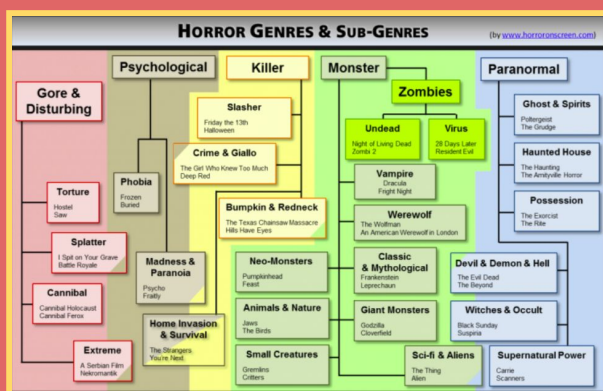 HORROR GENRES & SUB-GENRES
(by www.horroronscreen.com)
Gore &
Disturbing
Torture
Hostel
Saw
Splatter
I Spit on Your Grave
Battle Royale
Cannibal
Cannibal Holocaust
Cannibal Ferox
Extreme
A Serbian Film
Nekromantik
Psychological
Phobia
Frozen
Buried
Madness &
Paranoia
Psycho
Frailty
Home Invasion
& Survival
The Strangers
You're Next
Killer
Slasher
Friday the 13th
Halloween
Crime & Giallo
The Girl Who Knew Too Much
Deep Red
Bumpkin & Redneck
The Texas Chainsaw Massacre
Hills Have Eyes
Monster
Zombies
Undead
Night of Living Dead
Zombi 2
Virus
28 Days Later
Resident Evil
Vampire
Dracula
Fright Night
Werewolf
The Wolfman
An American Werewolf in London
Neo-Monsters
Pumpkinhead
Feast
Classic
& Mythological
Frankenstein
Leprechaun
Animals & Nature
Jaws
The Birds
Giant Monsters
Godzilla
Cloverfield
Small Creatures
Gremlins
Critters
Sci-fi & Aliens
The Thing
Alien
Paranormal
Ghost & Spirits
Poltergeist
The Grudge
Haunted House
The Haunting
The Amityville Horror
Possession
The Exorcist
The Rite
Devil & Demon & Hell
The Evil Dead
The Beyond
Witches & Occult
Black Sunday
Suspiria
Supernatural Power
Carrie
Scanners